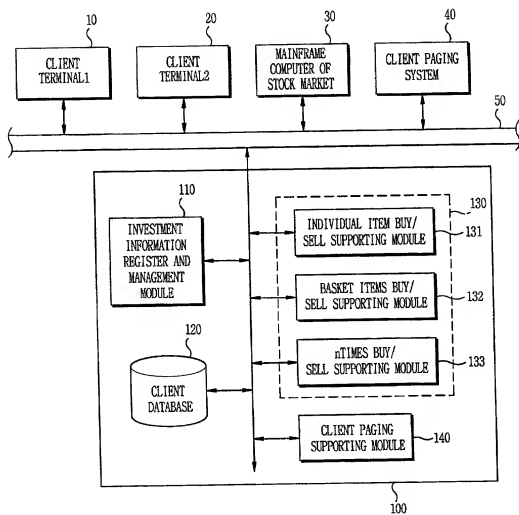 10
20
30
40
CLIENT
TERMINAL1
CLIENT
TERMINAL2
MAINFRAME
COMPUTER OF
STOCK MARKET
CLIENT PAGING
SYSTEM
50
110
INVESTMENT
INFORMATION
REGISTER AND
MANAGEMENT
MODULE
130
INDIVIDUAL ITEM BUY/
SELL SUPPORTING MODULE
131
BASKET ITEMS BUY/
SELL SUPPORTING MODULE
132
120
CLIENT
DATABASE
nTIMES BUY/
SELL SUPPORTING MODULE
133
CLIENT PAGING
SUPPORTING MODULE
140
100